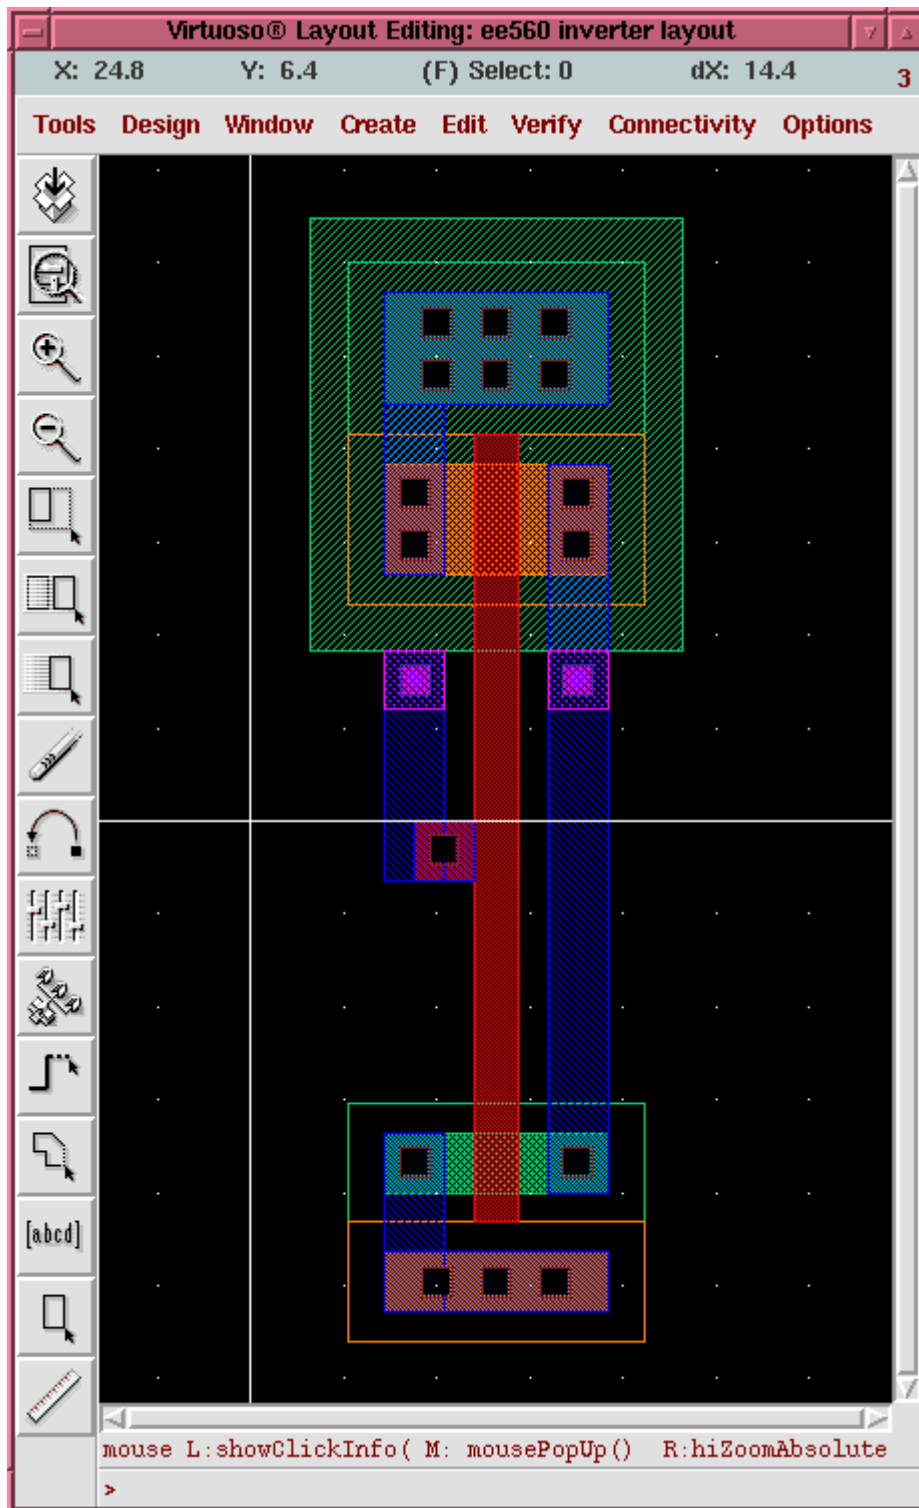 Virtuoso® Layout Editing: ee560 inverter layout
X: 24.8 Y: 6.4 (F) Select: 0 dX: 14.4 3
Tools Design Window Create Edit Verify Connectivity Options
[abcd]
mouse L:showClickInfo( M: mousePopUp() R:hiZoomAbsolute
>